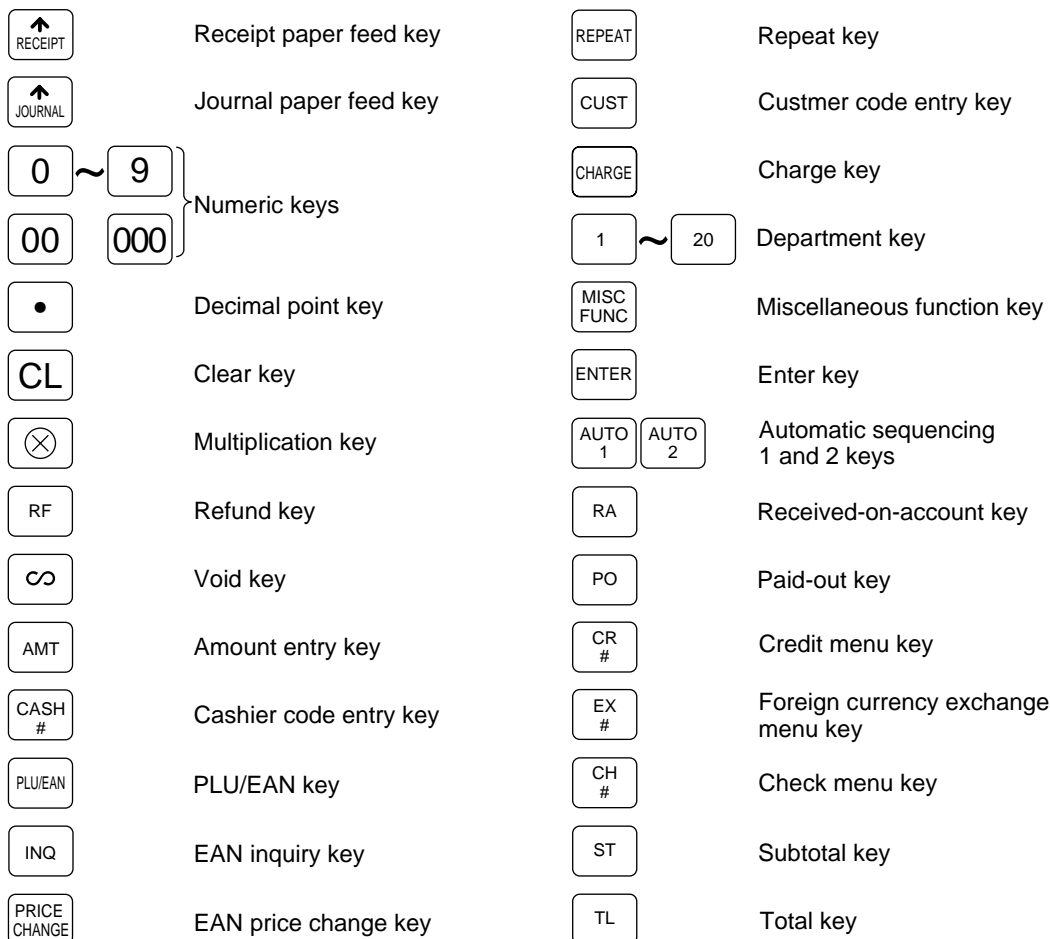 RECEIPT
Receipt paper feed key
JOURNAL
Journal paper feed key
0 ~ 9
00 000
Numeric keys
•
Decimal point key
CL
Clear key
⊗
Multiplication key
RF
Refund key
Void key
AMT
Amount entry key
CASH
#
Cashier code entry key
PLU/EAN
PLU/EAN key
INQ
EAN inquiry key
PRICE
CHANGE
EAN price change key
REPEAT
Repeat key
CUST
Custmer code entry key
CHARGE
Charge key
1 ~ 20
Department key
MISC
FUNC
Miscellaneous function key
ENTER
Enter key
AUTO AUTO
1 2
Automatic sequencing
1 and 2 keys
RA
Received-on-account key
PO
Paid-out key
CR
#
Credit menu key
EX
#
Foreign currency exchange
menu key
CH
#
Check menu key
ST
Subtotal key
TL
Total key